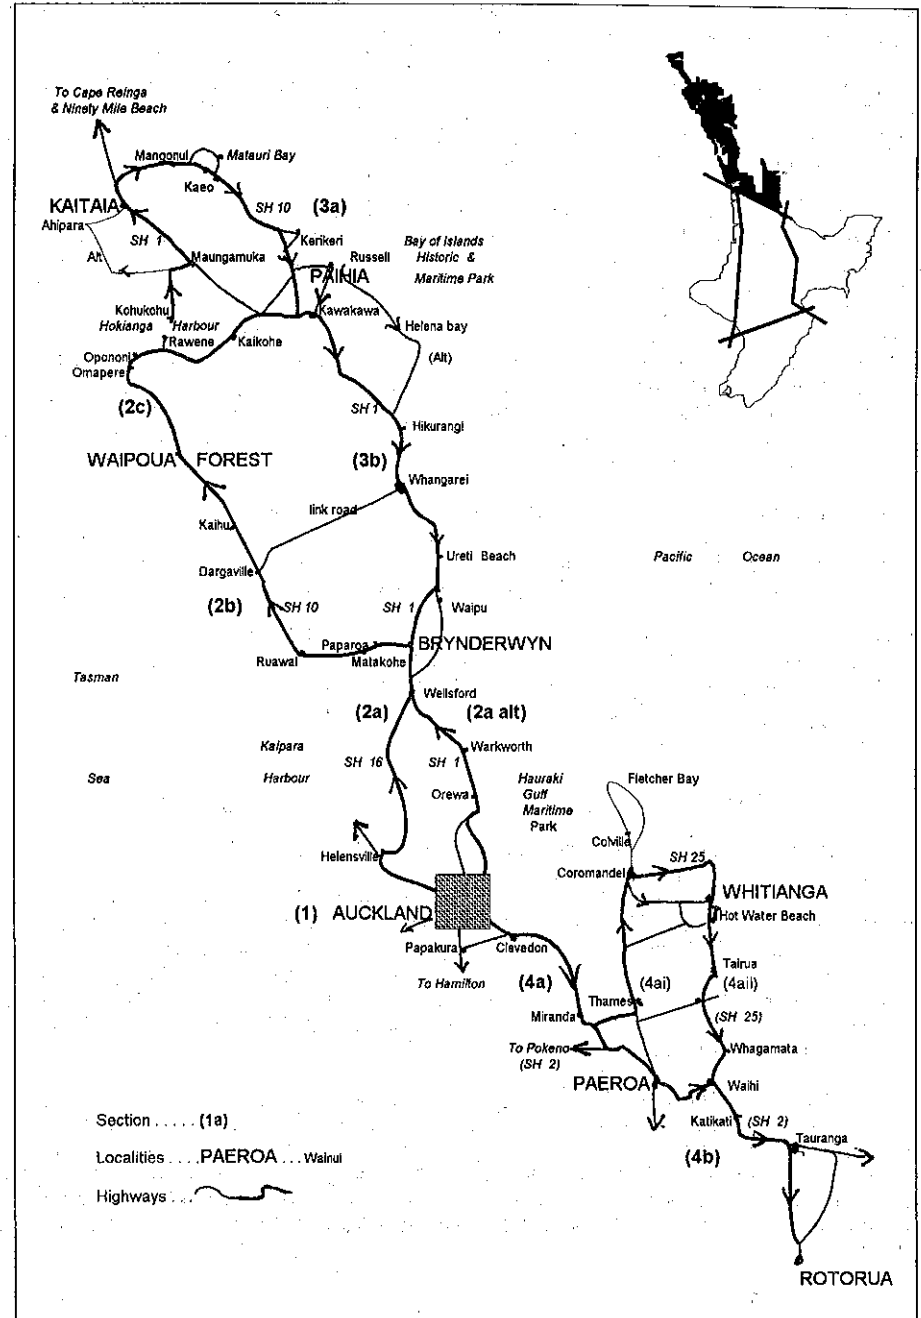 To Cape Reinga
& Ninety Mile Beach
Mangonui
Matauri Bay
Kaeo
KAITAIA
SH 10
(3a)
Ahipara
SH 1
Kerikeri
Alt
Maungamuka
Russell
Bay of Islands
Historic &
Maritime Park
PAIHIA
Kohukohu
Kawakawa
Hokianga Harbour
Rawene
Kaikohe
Helena bay
(Alt)
Opononi
Omapere
(2c)
SH 1
Hikurangi
WAIPOUA FOREST
(3b)
Whangarei
link road
Kaihu
Ureti Beach
Pacific Ocean
Dargaville
(2b)
SH 10
SH 1
Waipu
Paparoa
BRYNDERWYN
Ruawai
Matakohe
Tasman
Wellsford
(2a)
(2a alt)
Kaipara
Warkworth
SH 16
SH 1
Sea
Harbour
Hauraki
Gulf
Maritime
Park
Fletcher Bay
Orewa
Colville
Helensville
Coromandel
SH 25
WHITIANGA
(1) AUCKLAND
Hot Water Beach
Papakura
Clevedon
To Hamilton
(4a)
Tairua
Thames
(4ai)
(4aii)
Miranda
(SH 25)
To Pokeno
(SH 2)
Whagamata
PAEROA
Waihi
Section ..... (1a)
Katikati
(SH 2)
Tauranga
Localities .... PAEROA ... Wainui
(4b)
Highways ...
ROTORUA